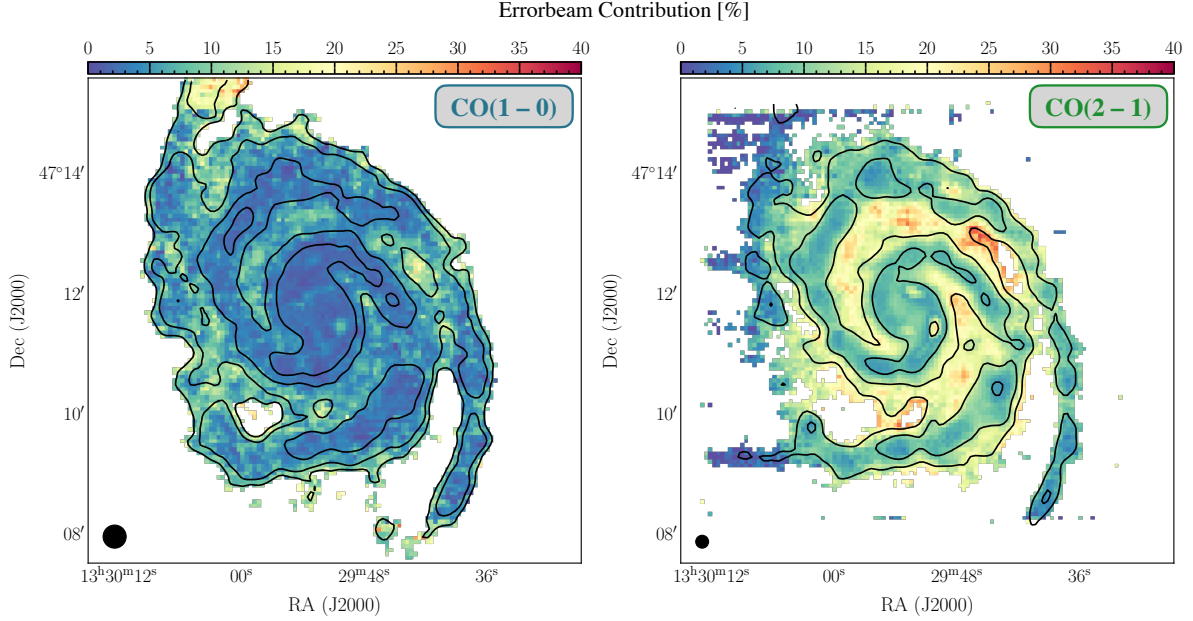 Errorbeam Contribution [%]
0 5 10 15 20 25 30 35 40
0 5 10 15 20 25 30 35 40
CO(1 − 0)
CO(2 − 1)
47°14′
12′
10′
08′
Dec (J2000)
13ʰ30ᵐ12ˢ 00ˢ 29ᵐ48ˢ 36ˢ
RA (J2000)
47°14′
12′
10′
08′
Dec (J2000)
13ʰ30ᵐ12ˢ 00ˢ 29ᵐ48ˢ 36ˢ
RA (J2000)